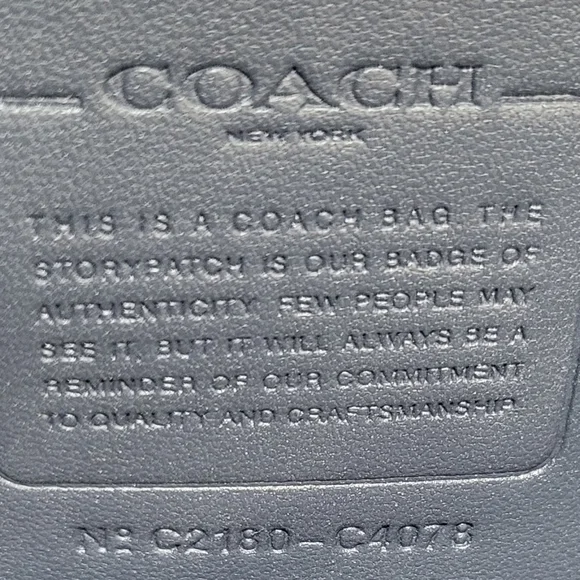 COACH
NEW YORK
THIS IS A COACH BAG. THE
STORYPATCH IS OUR BADGE OF
AUTHENTICITY. FEW PEOPLE MAY
SEE IT, BUT IT WILL ALWAYS BE A
REMINDER OF OUR COMMITMENT
TO QUALITY AND CRAFTSMANSHIP.
Nº C2180-C4078